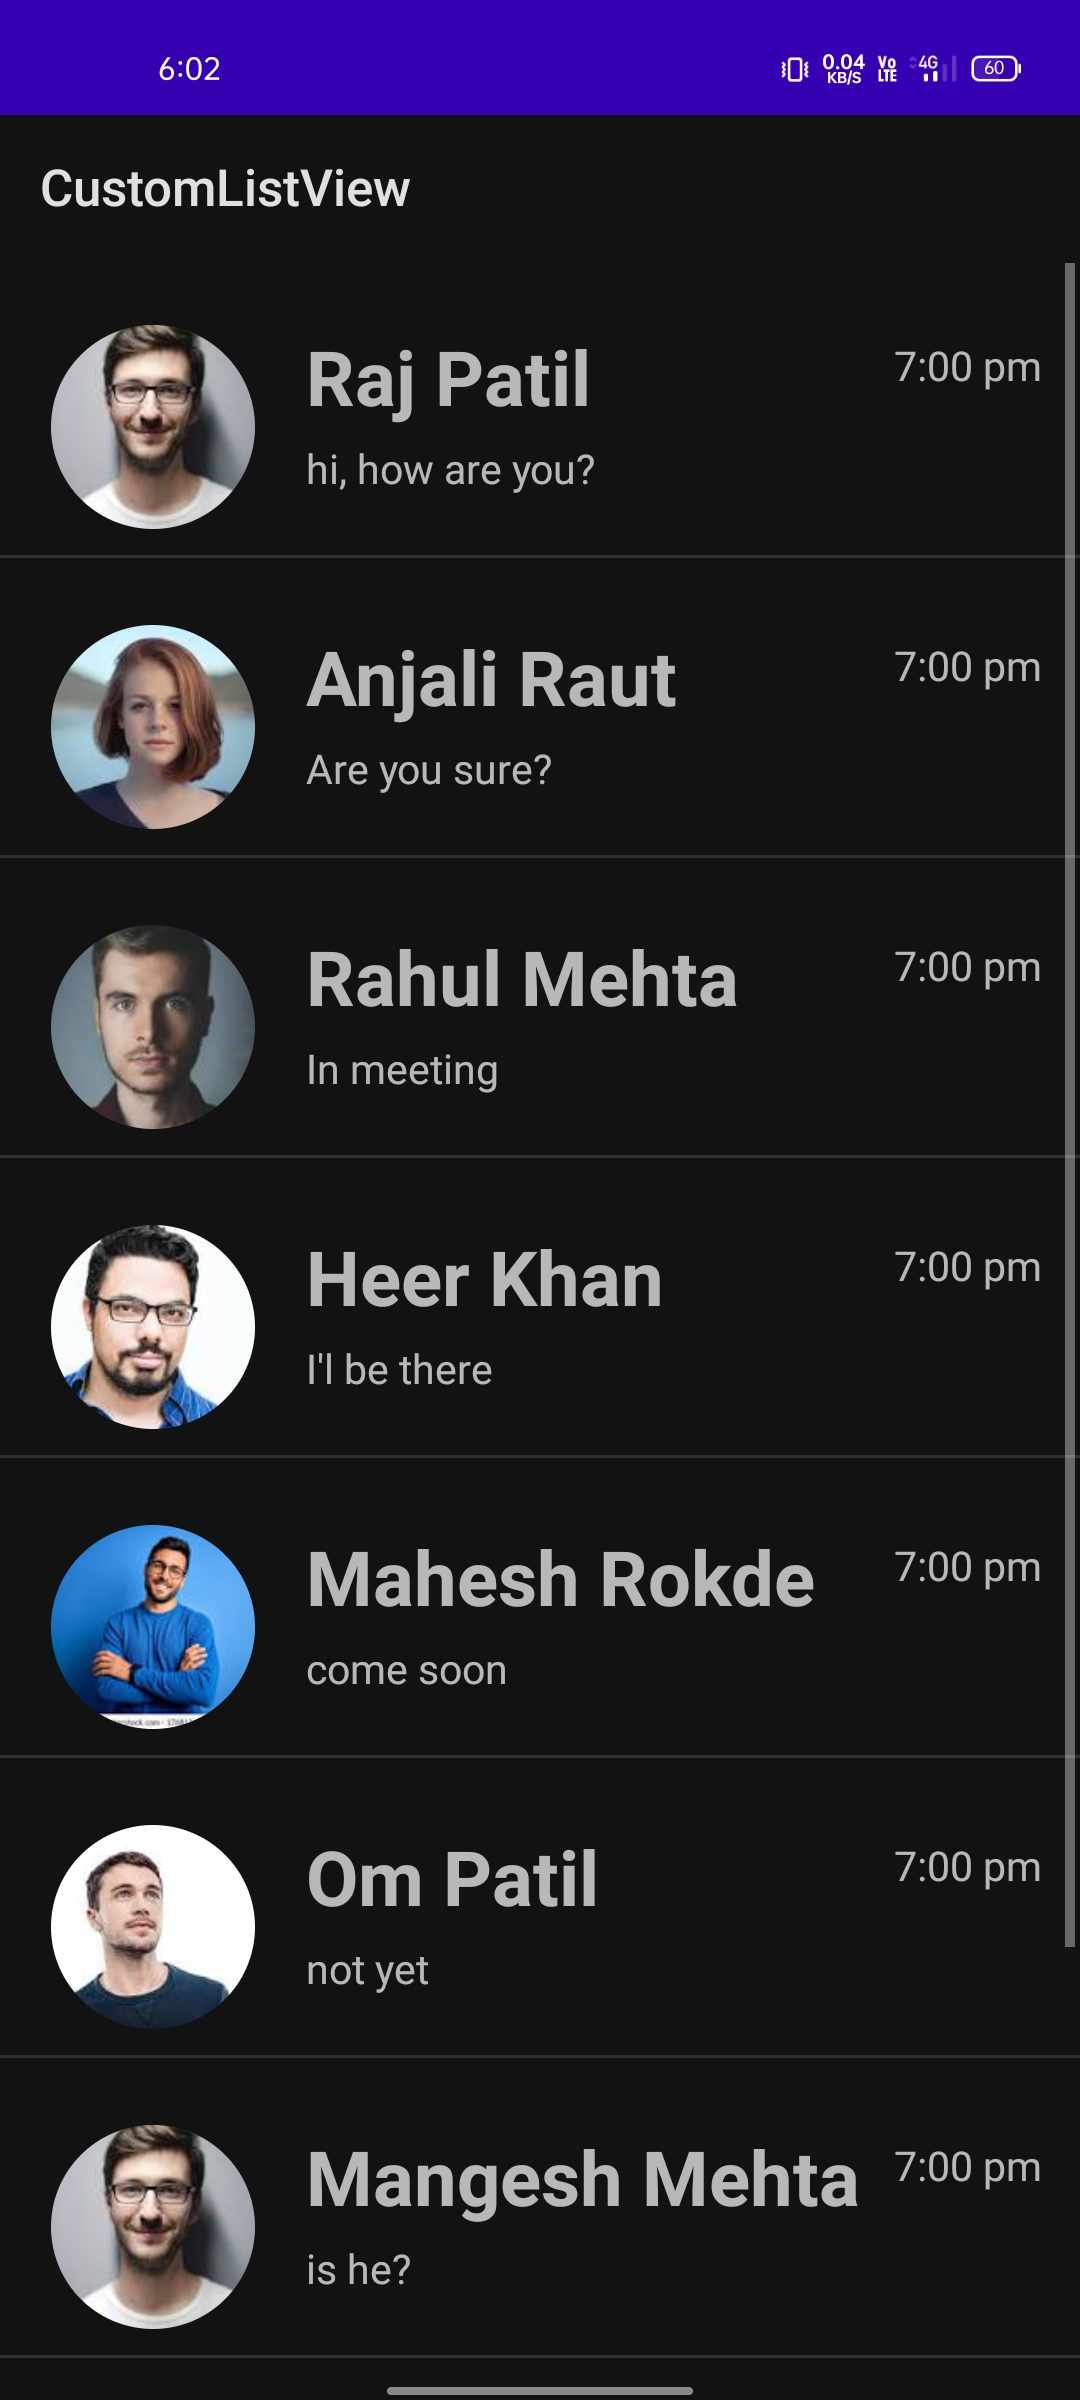 6:02
0.04
KB/S
Vo
LTE
4G
60
CustomListView
Raj Patil
7:00 pm
hi, how are you?
Anjali Raut
7:00 pm
Are you sure?
Rahul Mehta
7:00 pm
In meeting
Heer Khan
7:00 pm
I'l be there
Mahesh Rokde
7:00 pm
come soon
Om Patil
7:00 pm
not yet
Mangesh Mehta
7:00 pm
is he?